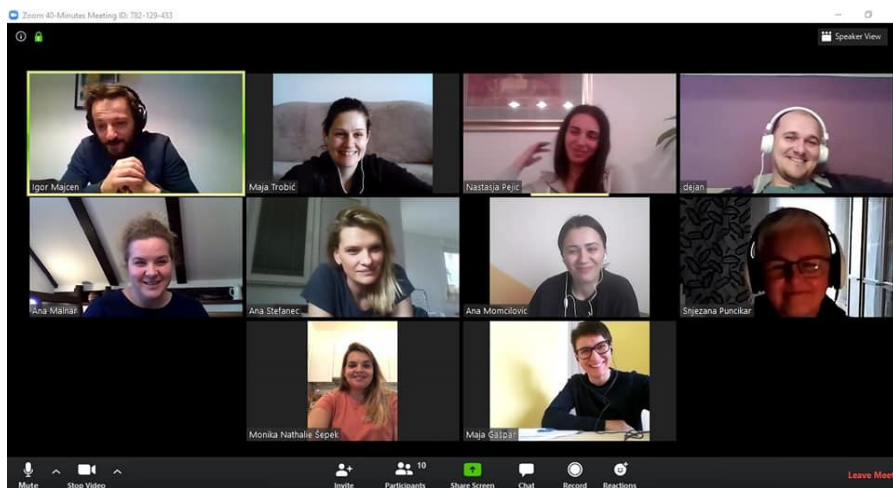 Zoom 40-Minutes Meeting ID: 782-129-433
Speaker View
Igor Majcen
Maja Trobić
Nastasja Pejić
dejan
Ana Malnar
Ana Stefanec
Ana Momcilovic
Snjezana Puncikar
Monika Nathalie Šepek
Maja Gašpar
10
Mute
Stop Video
Invite
Participants
Share Screen
Chat
Record
Reactions
Leave Meet